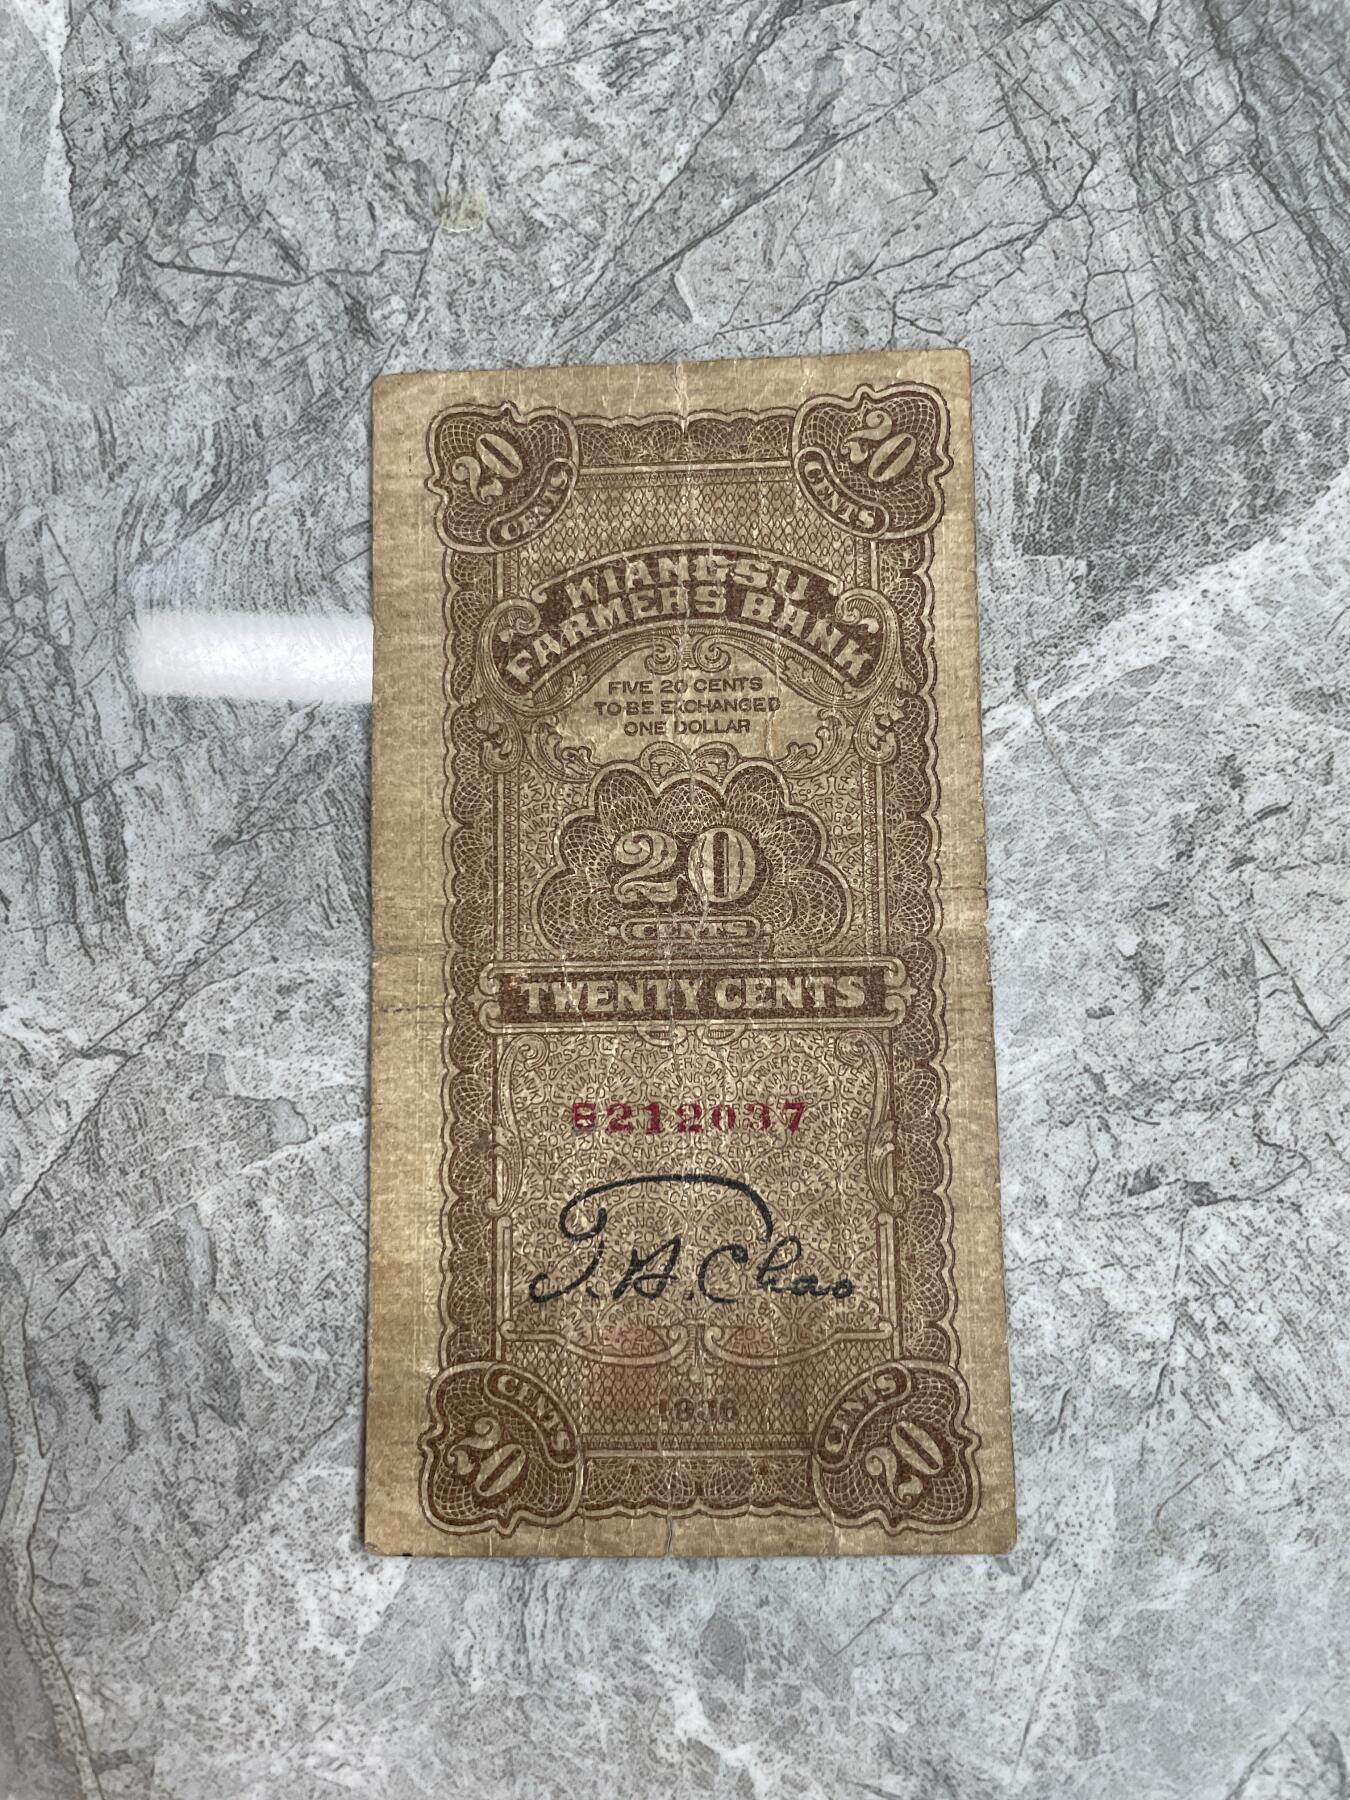 20 CENTS
20 CENTS
KIANGSU
FARMERS BANK
FIVE 20 CENTS
TO BE EXCHANGED
ONE DOLLAR
20
CENTS
TWENTY CENTS
8212037
T.H.Chao
1936
CENTS 20
CENTS 20